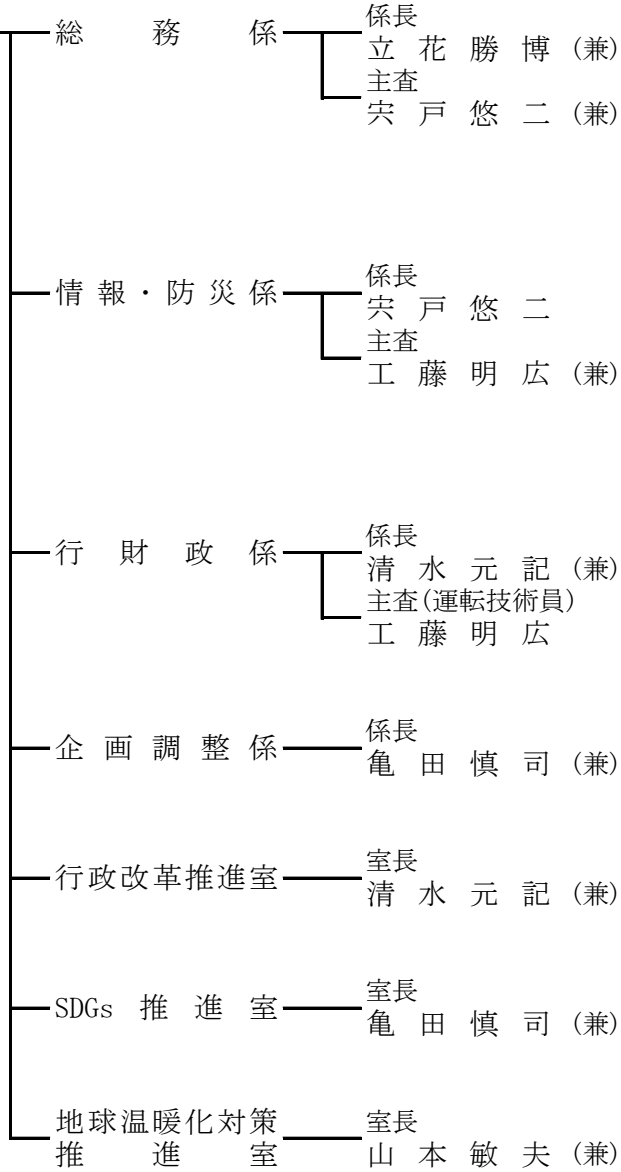 総務係
係長
立花勝博(兼)
主査
宍戸悠二(兼)
情報・防災係
係長
宍戸悠二
主査
工藤明広(兼)
行財政係
係長
清水元記(兼)
主査(運転技術員)
工藤明広
企画調整係
係長
亀田慎司(兼)
行政改革推進室
室長
清水元記(兼)
SDGs推進室
室長
亀田慎司(兼)
地球温暖化対策
推進室
室長
山本敏夫(兼)